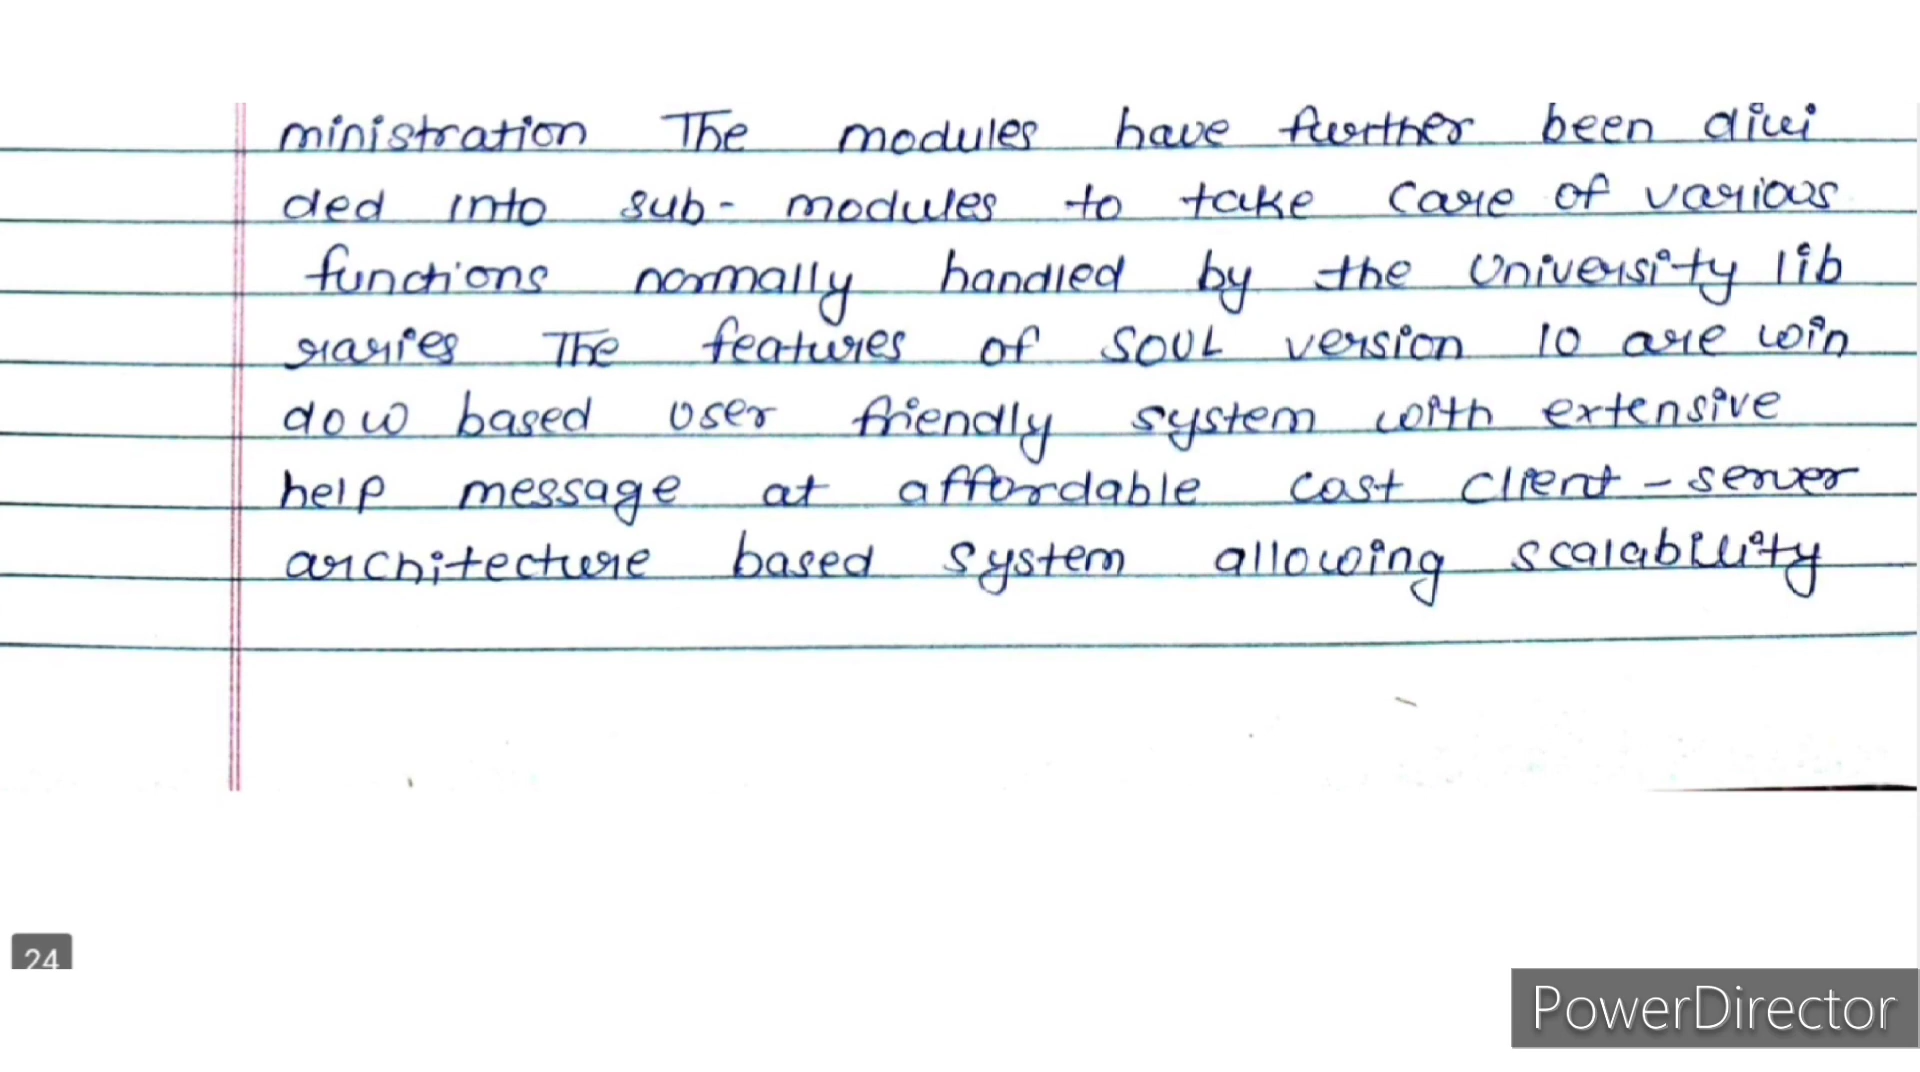 ministration The modules have further been divi
ded into sub- modules to take care of various
functions normally handled by the University lib
raries The features of SOUL version 10 are win
dow based user friendly system with extensive
help message at affordable cost client - server
architecture based system allowing scalability
24
PowerDirector